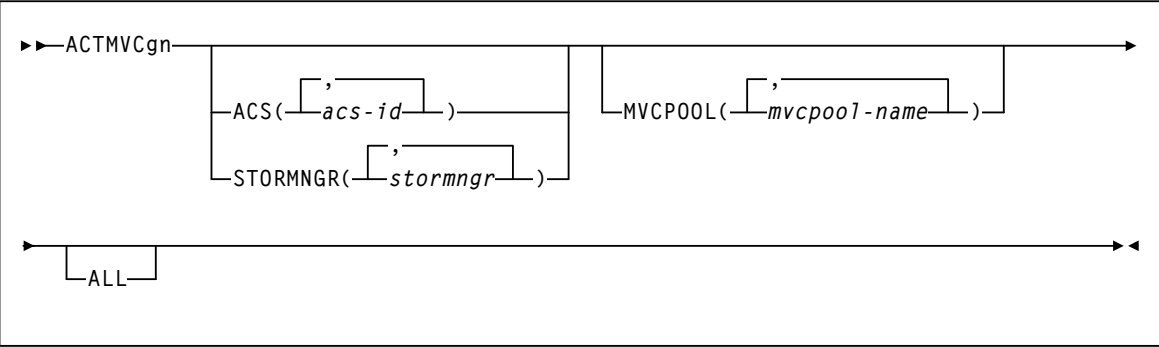 ACTMVCgn
,
ACS( acs-id )
,
STORMNGR( stormngr )
,
MVCPOOL( mvcpool-name )
ALL